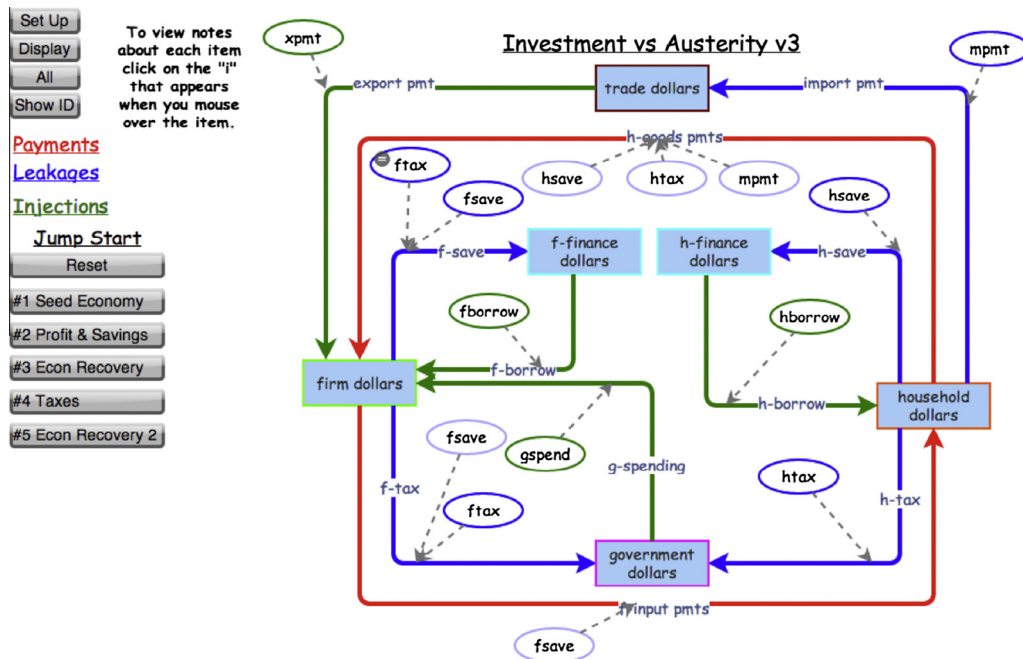 Set Up
Display
All
Show ID
To view notes
about each item
click on the "i"
that appears
when you mouse
over the item.
Payments
Leakages
Injections
Jump Start
Reset
#1 Seed Economy
#2 Profit & Savings
#3 Econ Recovery
#4 Taxes
#5 Econ Recovery 2
Investment vs Austerity v3
xpmt
mpmt
export pmt
trade dollars
import pmt
h-goods pmts
ftax
fsave
hsave
htax
mpmt
hsave
f-save
f-finance
dollars
h-finance
dollars
h-save
fborrow
hborrow
f-borrow
firm dollars
h-borrow
household
dollars
fsave
gspend
g-spending
f-tax
ftax
htax
h-tax
government
dollars
f-input pmts
fsave